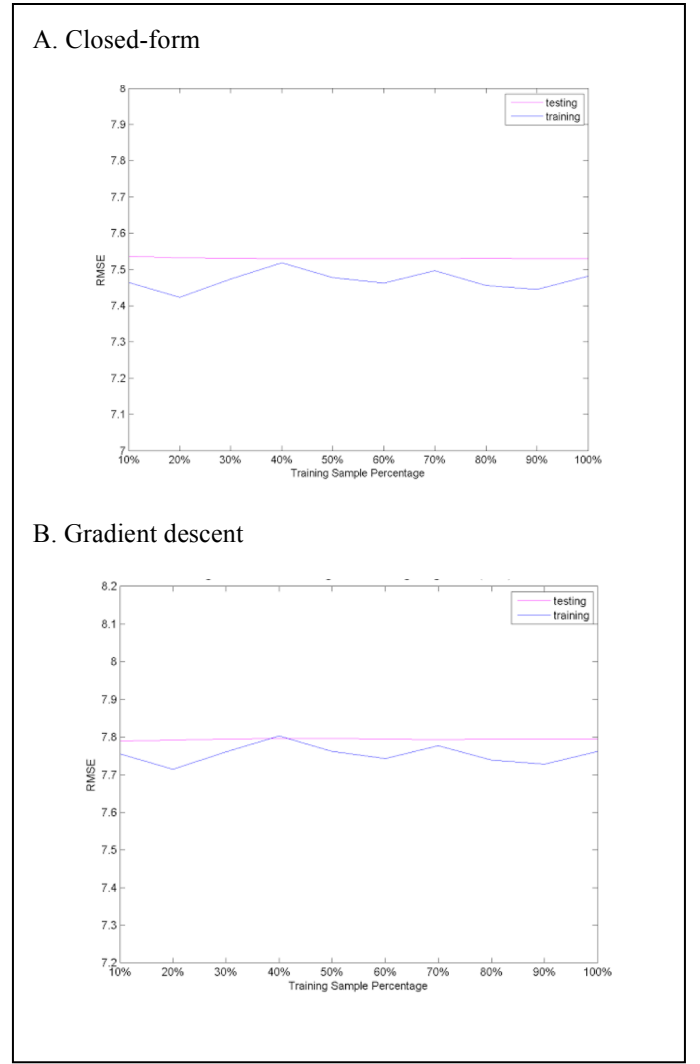 A. Closed-form
8
testing
training
7.9
7.8
7.7
7.6
7.5
7.4
7.3
7.2
7.1
7
RMSE
10% 20% 30% 40% 50% 60% 70% 80% 90% 100%
Training Sample Percentage
B. Gradient descent
8.2
testing
training
8.1
8
7.9
7.8
7.7
7.6
7.5
7.4
7.3
7.2
RMSE
10% 20% 30% 40% 50% 60% 70% 80% 90% 100%
Training Sample Percentage